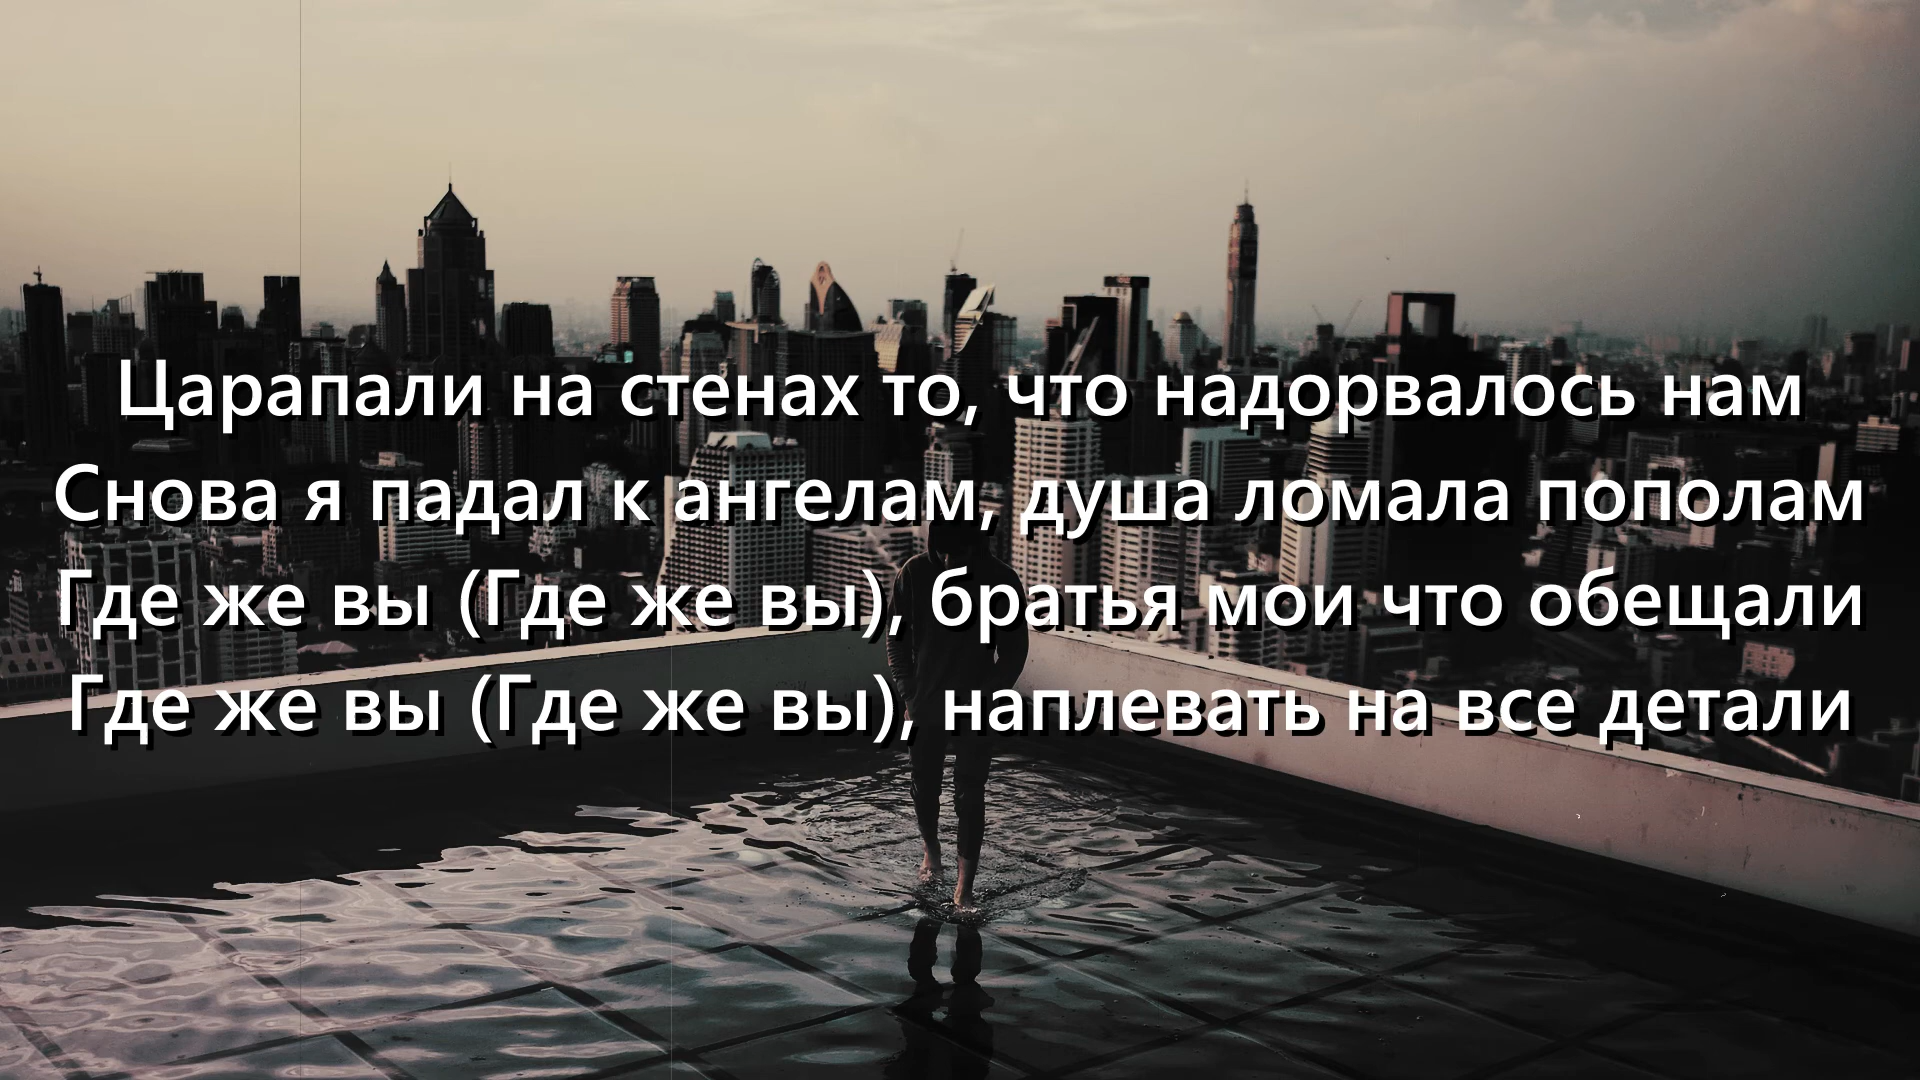 Царапали на стенах то, что надорвалось нам
Снова я падал к ангелам, душа ломала пополам
Где же вы (Где же вы), братья мои что обещали
Где же вы (Где же вы), наплевать на все детали